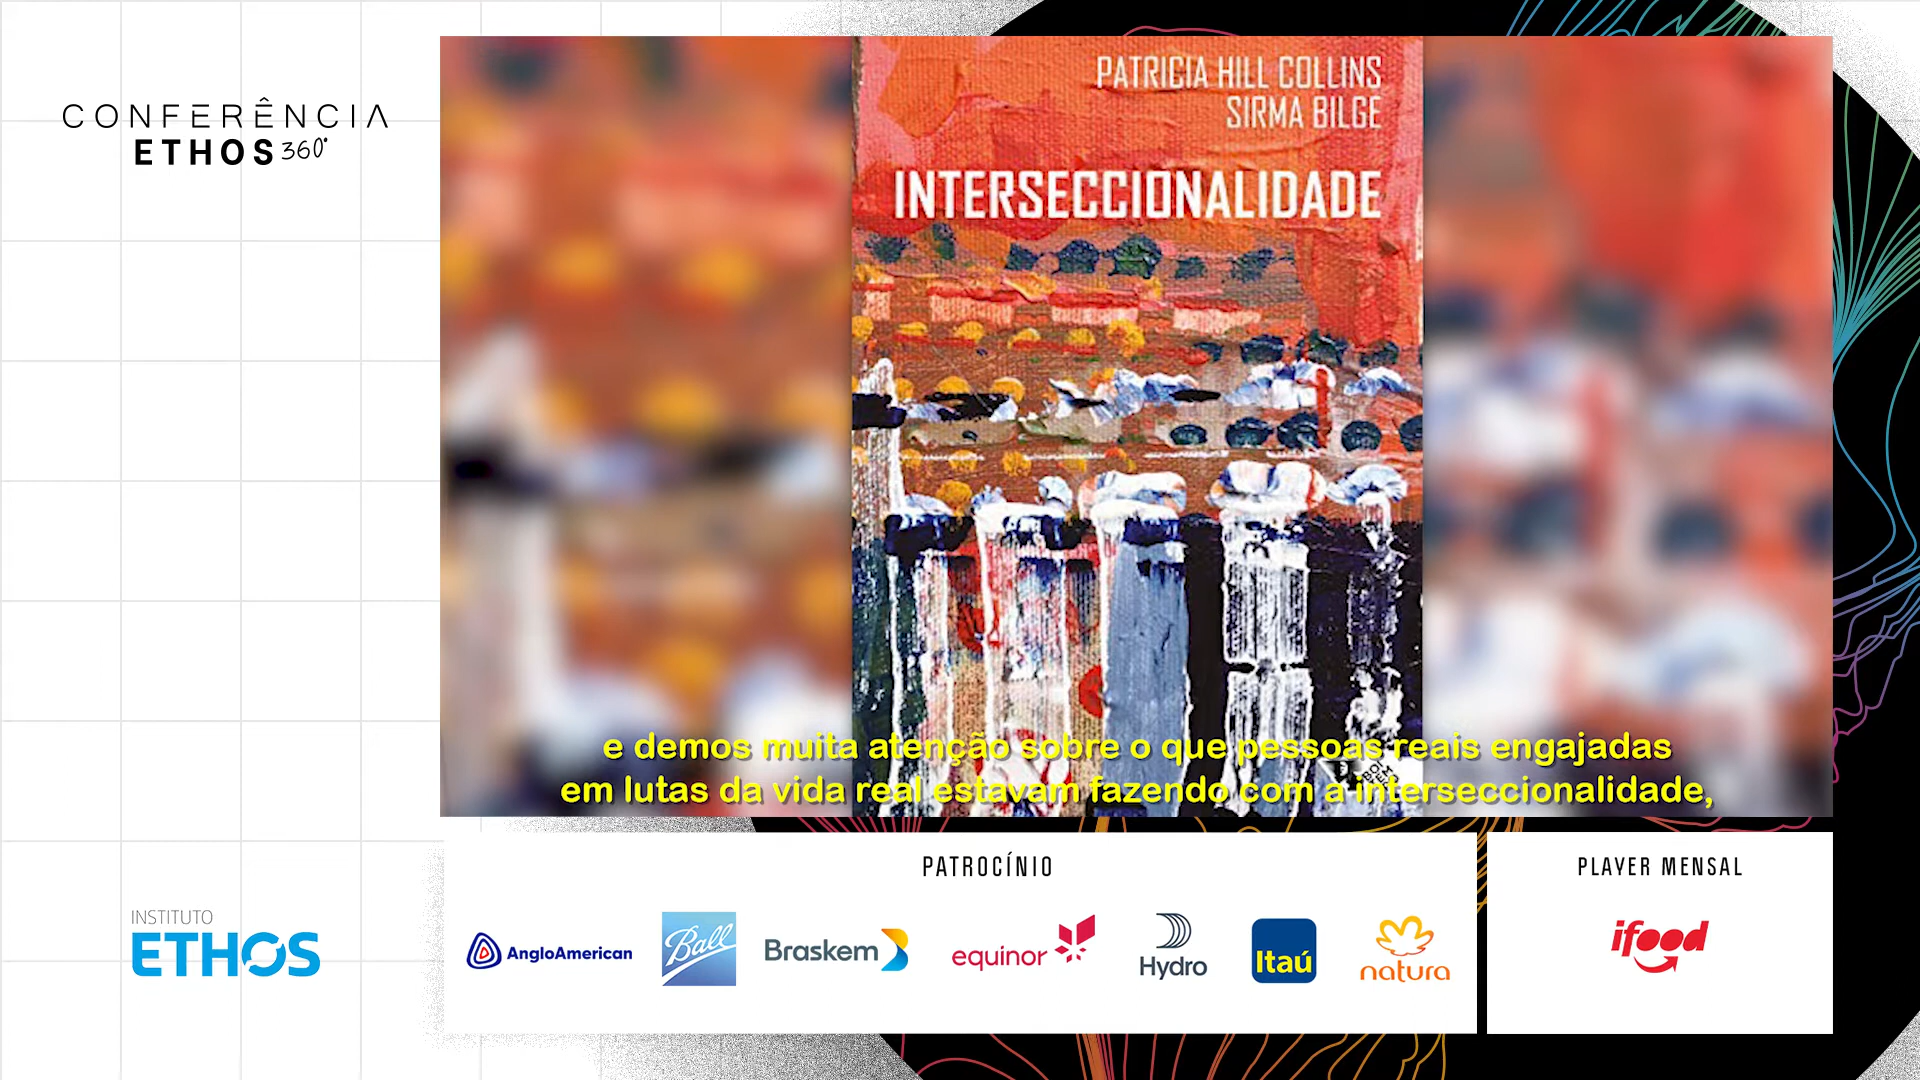 CONFERÊNCIA
ETHOS 360°
PATRICIA HILL COLLINS
SIRMA BILGE
INTERSECCIONALIDADE
e demos muita atenção sobre o que pessoas reais engajadas
em lutas da vida real estavam fazendo com a interseccionalidade,
INSTITUTO
ETHOS
PATROCÍNIO
AngloAmerican
Ball
Braskem
equinor
Hydro
Itaú
natura
PLAYER MENSAL
ifood